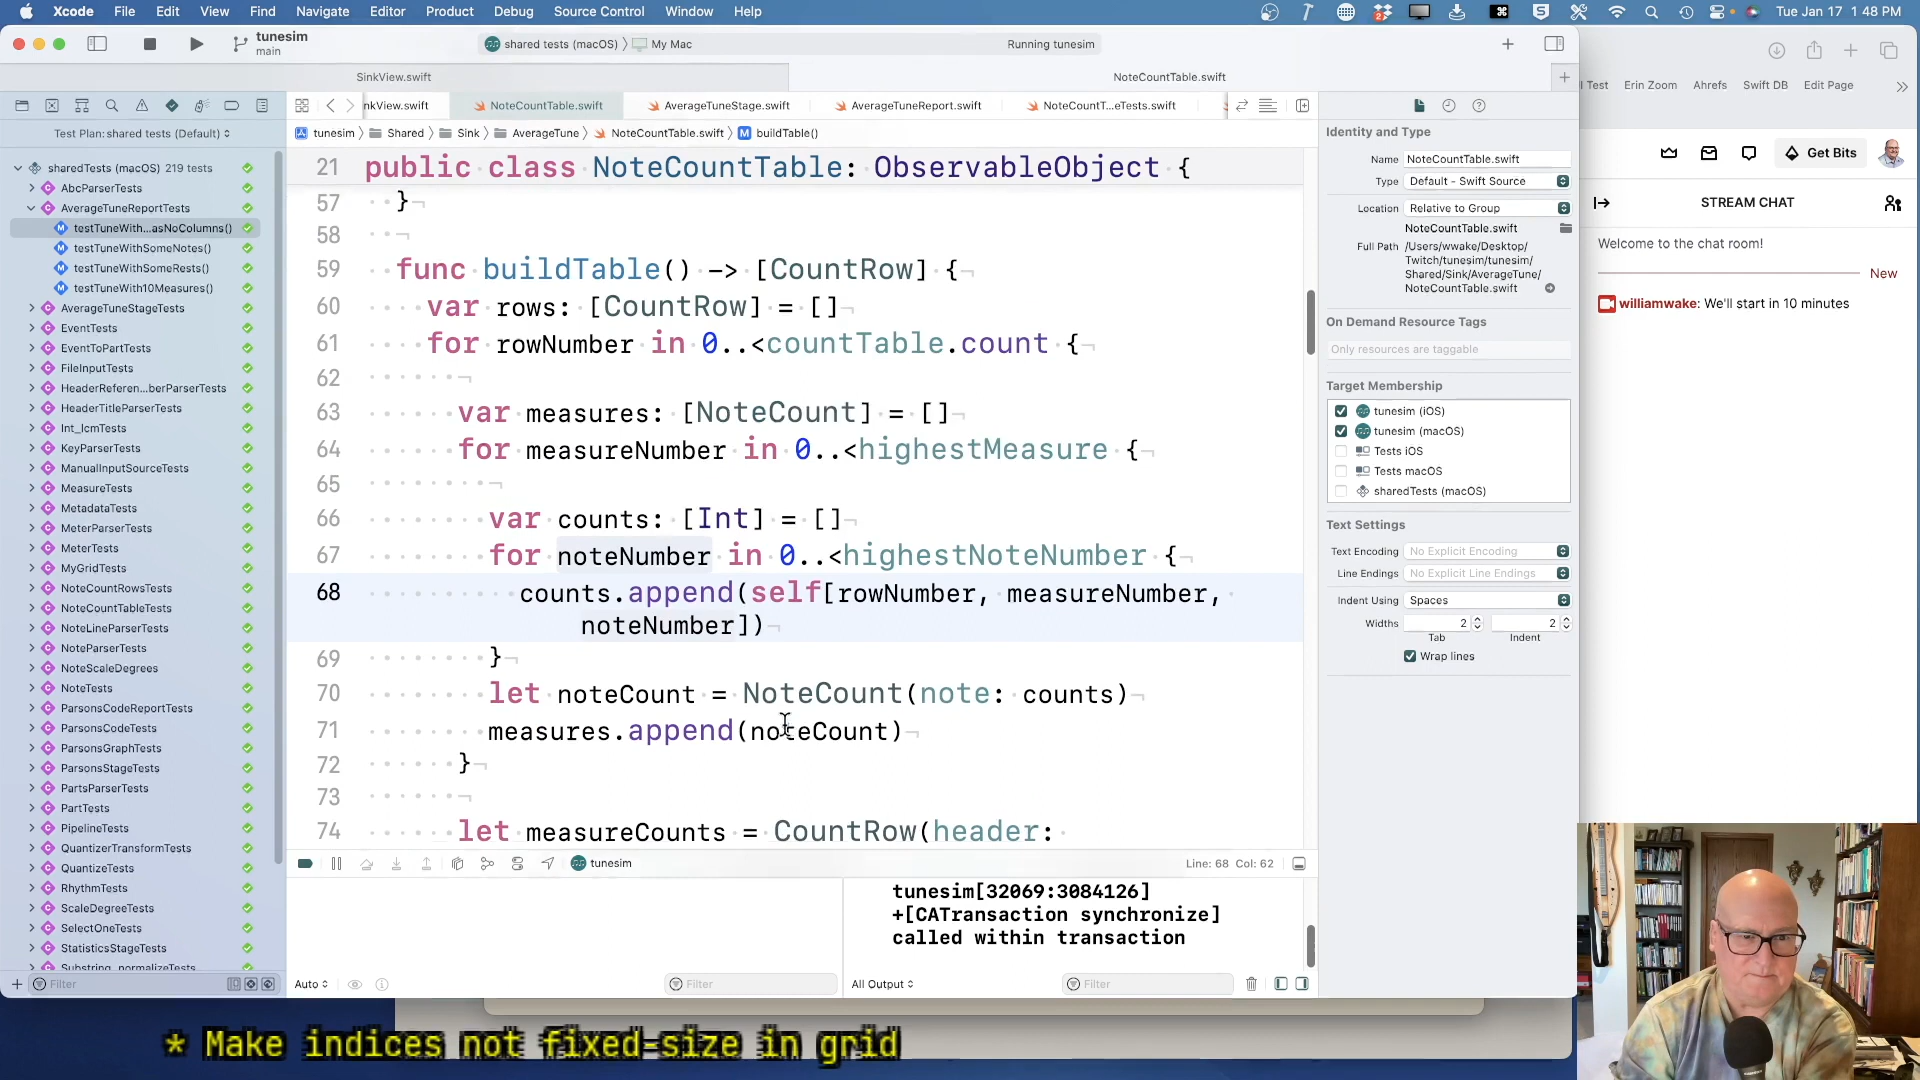 Xcode File Edit View Find Navigate Editor Product Debug Source Control Window Help
Tue Jan 17 1:48 PM
tunesim
main
shared tests (macOS) My Mac
Running tunesim
SinkView.swift
NoteCountTable.swift
nkView.swift
NoteCountTable.swift
AverageTuneStage.swift
AverageTuneReport.swift
NoteCountT...eTests.swift
tunesim
Shared
Sink
AverageTune
NoteCountTable.swift
buildTable()
Test Plan:shared tests (Default)
sharedTests (macOS) 219 tests
AbcParserTests
AverageTuneReportTests
testTuneWith...asNoColumns()
testTuneWithSomeNotes()
testTuneWithSomeRests()
testTuneWith10Measures()
AverageTuneStageTests
EventTests
EventToPartTests
FileInputTests
HeaderReferen...berParserTests
HeaderTitleParserTests
Int_lcmTests
KeyParserTests
ManualInputSourceTests
MeasureTests
MetadataTests
MeterParserTests
MeterTests
MyGridTests
NoteCountRowsTests
NoteCountTableTests
NoteLineParserTests
NoteParserTests
NoteScaleDegrees
NoteTests
ParsonsCodeReportTests
ParsonsCodeTests
ParsonsGraphTests
ParsonsStageTests
PartsParserTests
PartTests
PipelineTests
QuantizerTransformTests
QuantizeTests
RhythmTests
ScaleDegreeTests
SelectOneTests
StatisticsStageTests
Substring_normalizeTests
Filter
21 public class NoteCountTable: ObservableObject {
57 }
58
59 func buildTable() -> [CountRow] {
60 var rows: [CountRow] = []
61 for rowNumber in 0..<countTable.count {
62
63 var measures: [NoteCount] = []
64 for measureNumber in 0..<highestMeasure {
65
66 var counts: [Int] = []
67 for noteNumber in 0..<highestNoteNumber {
68 counts.append(self[rowNumber, measureNumber,
noteNumber])
69 }
70 let noteCount = NoteCount(note: counts)
71 measures.append(noteCount)
72 }
73
74 let measureCounts = CountRow(header:
tunesim
Line: 68 Col: 62
tunesim[32069:3084126]
+[CATransaction synchronize]
called within transaction
Auto
Filter
All Output
Filter
Identity and Type
Name NoteCountTable.swift
Type Default - Swift Source
Location Relative to Group
NoteCountTable.swift
Full Path /Users/wwake/Desktop/
Twitch/tunesim/tunesim/
Shared/Sink/AverageTune/
NoteCountTable.swift
On Demand Resource Tags
Only resources are taggable
Target Membership
tunesim (iOS)
tunesim (macOS)
Tests iOS
Tests macOS
sharedTests (macOS)
Text Settings
Text Encoding No Explicit Encoding
Line Endings No Explicit Line Endings
Indent Using Spaces
Widths 2 2
Tab Indent
Wrap lines
Test Erin Zoom Ahrefs Swift DB Edit Page
Get Bits
STREAM CHAT
Welcome to the chat room!
New
williamwake: We'll start in 10 minutes
* Make indices not fixed-size in grid